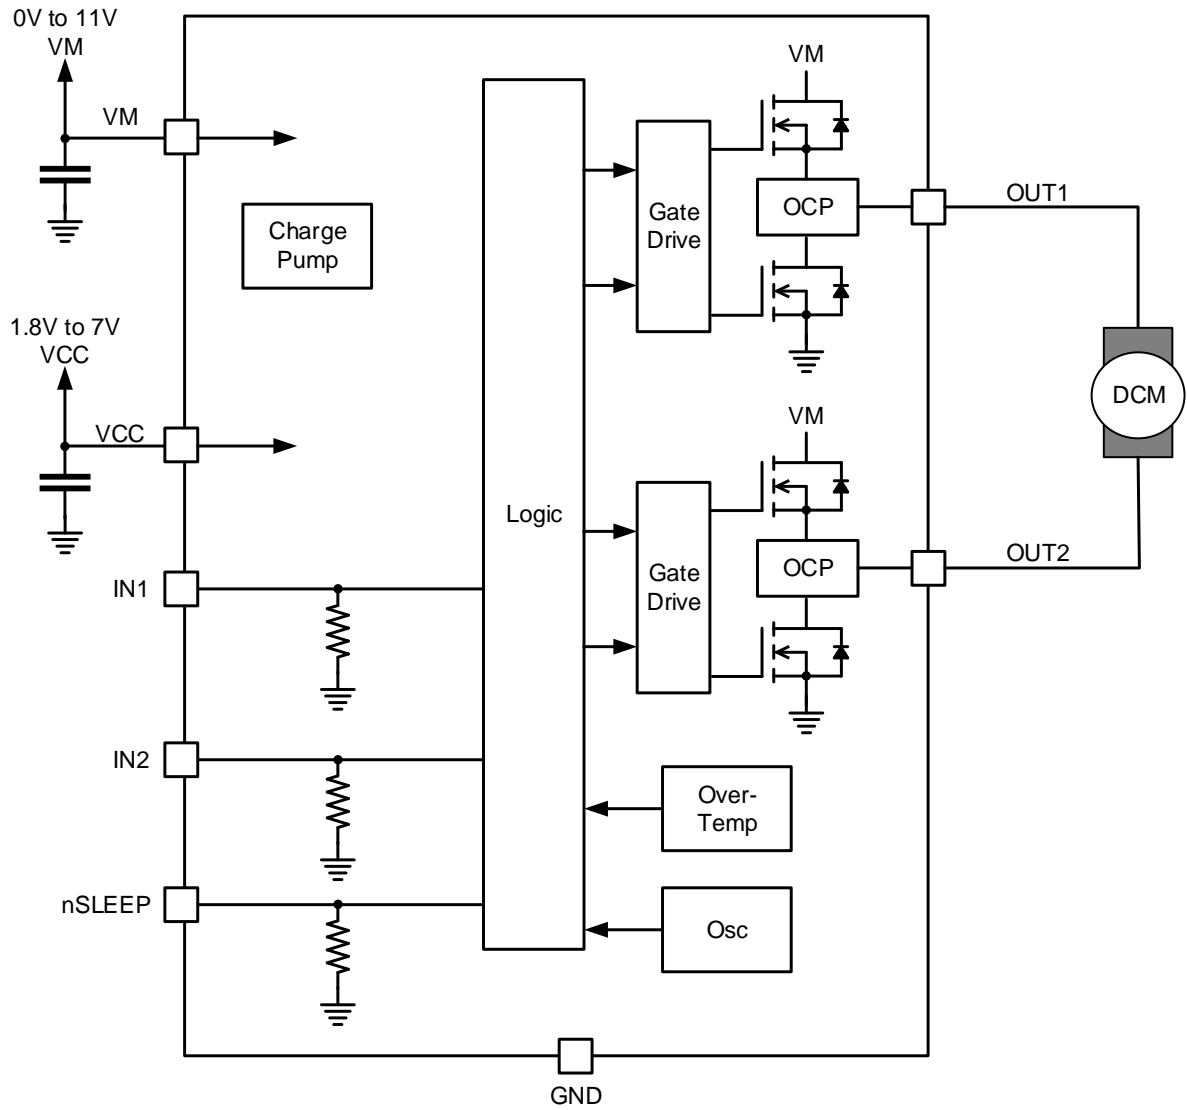 0V to 11V
VM
VM
Charge
Pump
1.8V to 7V
VCC
VCC
IN1
IN2
nSLEEP
Logic
Gate
Drive
VM
OCP
OUT1
DCM
Gate
Drive
VM
OCP
OUT2
Over-
Temp
Osc
GND